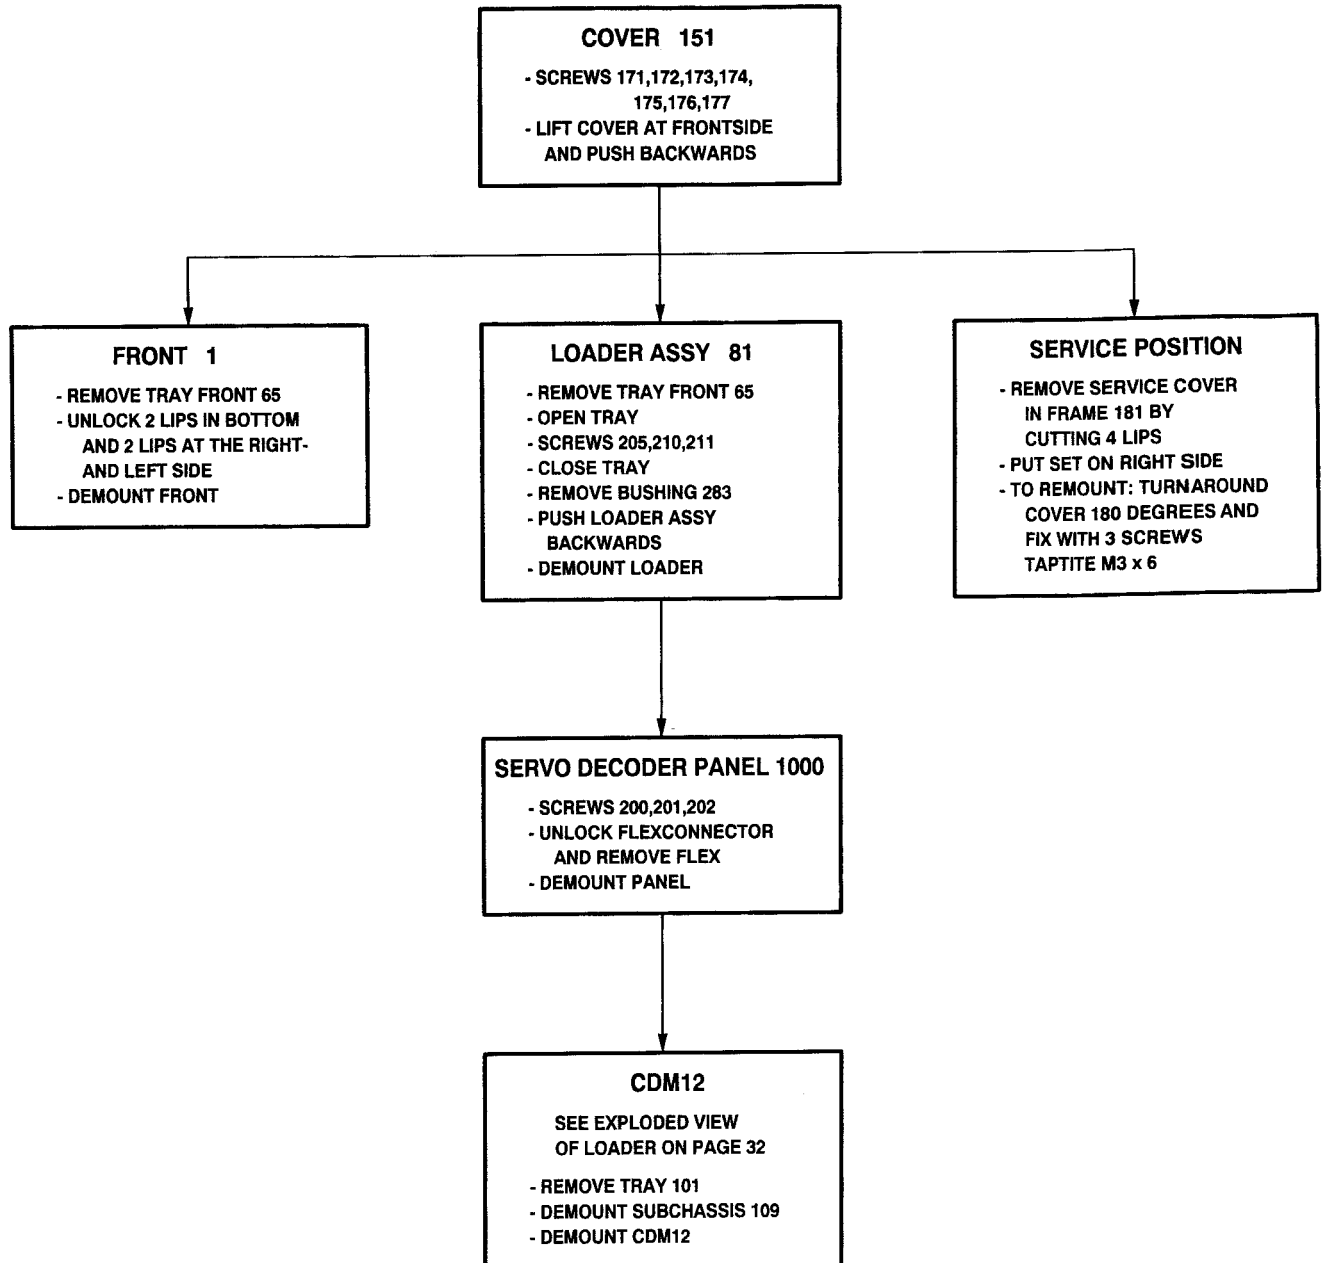 COVER 151
- SCREWS 171,172,173,174,
175,176,177
- LIFT COVER AT FRONTSIDE
AND PUSH BACKWARDS
FRONT 1
- REMOVE TRAY FRONT 65
- UNLOCK 2 LIPS IN BOTTOM
AND 2 LIPS AT THE RIGHT-
AND LEFT SIDE
- DEMOUNT FRONT
LOADER ASSY 81
- REMOVE TRAY FRONT 65
- OPEN TRAY
- SCREWS 205,210,211
- CLOSE TRAY
- REMOVE BUSHING 283
- PUSH LOADER ASSY
BACKWARDS
- DEMOUNT LOADER
SERVICE POSITION
- REMOVE SERVICE COVER
IN FRAME 181 BY
CUTTING 4 LIPS
- PUT SET ON RIGHT SIDE
- TO REMOUNT: TURNAROUND
COVER 180 DEGREES AND
FIX WITH 3 SCREWS
TAPTITE M3 x 6
SERVO DECODER PANEL 1000
- SCREWS 200,201,202
- UNLOCK FLEXCONNECTOR
AND REMOVE FLEX
- DEMOUNT PANEL
CDM12
SEE EXPLODED VIEW
OF LOADER ON PAGE 32
- REMOVE TRAY 101
- DEMOUNT SUBCHASSIS 109
- DEMOUNT CDM12